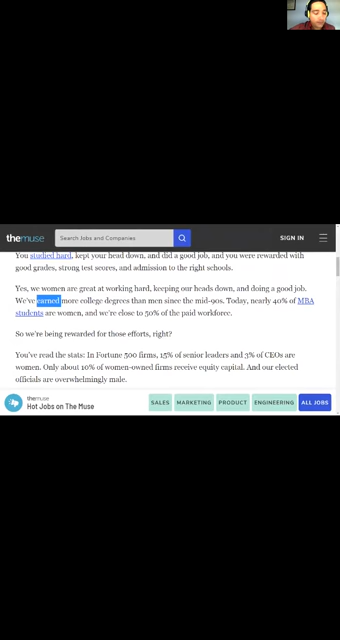 themuse
Search Jobs and Companies
SIGN IN
You studied hard, kept your head down, and did a good job, and you were rewarded with
good grades, strong test scores, and admission to the right schools.
Yes, we women are great at working hard, keeping our heads down, and doing a good job.
We've earned more college degrees than men since the mid-90s. Today, nearly 40% of MBA
students are women, and we're close to 50% of the paid workforce.
So we're being rewarded for those efforts, right?
You've read the stats: In Fortune 500 firms, 15% of senior leaders and 3% of CEOs are
women. Only about 10% of women-owned firms receive equity capital. And our elected
officials are overwhelmingly male.
themuse
Hot Jobs on The Muse
SALES
MARKETING
PRODUCT
ENGINEERING
ALL JOBS